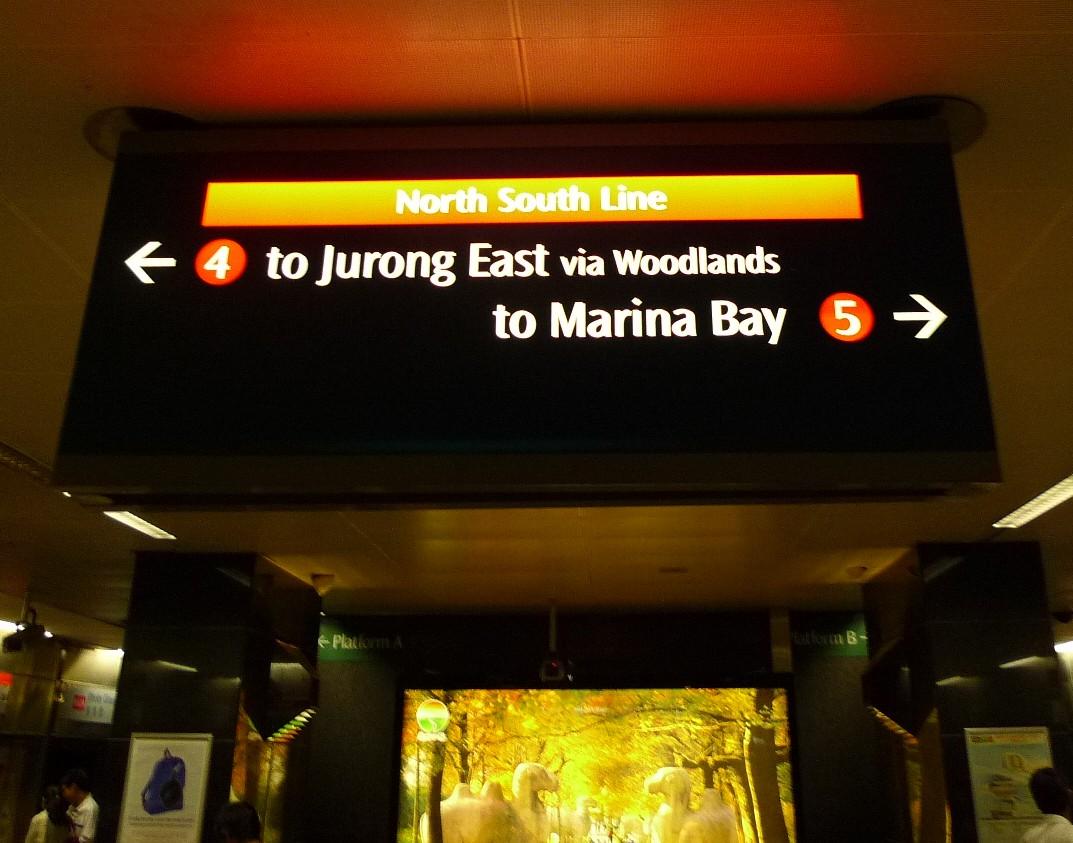 North South Line
← 4 to Jurong East via Woodlands
to Marina Bay 5 →
← Platform A
Platform B →